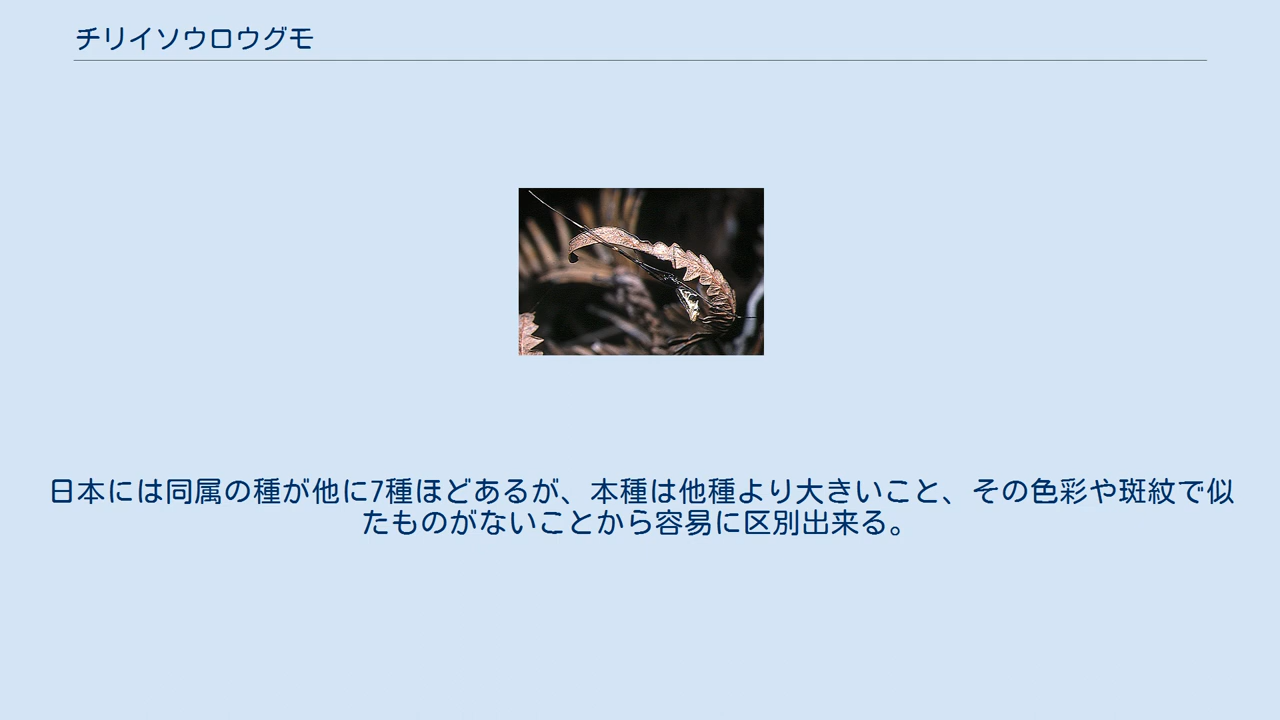 チリイソウロウグモ
日本には同属の種が他に7種ほどあるが、本種は他種より大きいこと、その色彩や斑紋で似
たものがないことから容易に区別出来る。